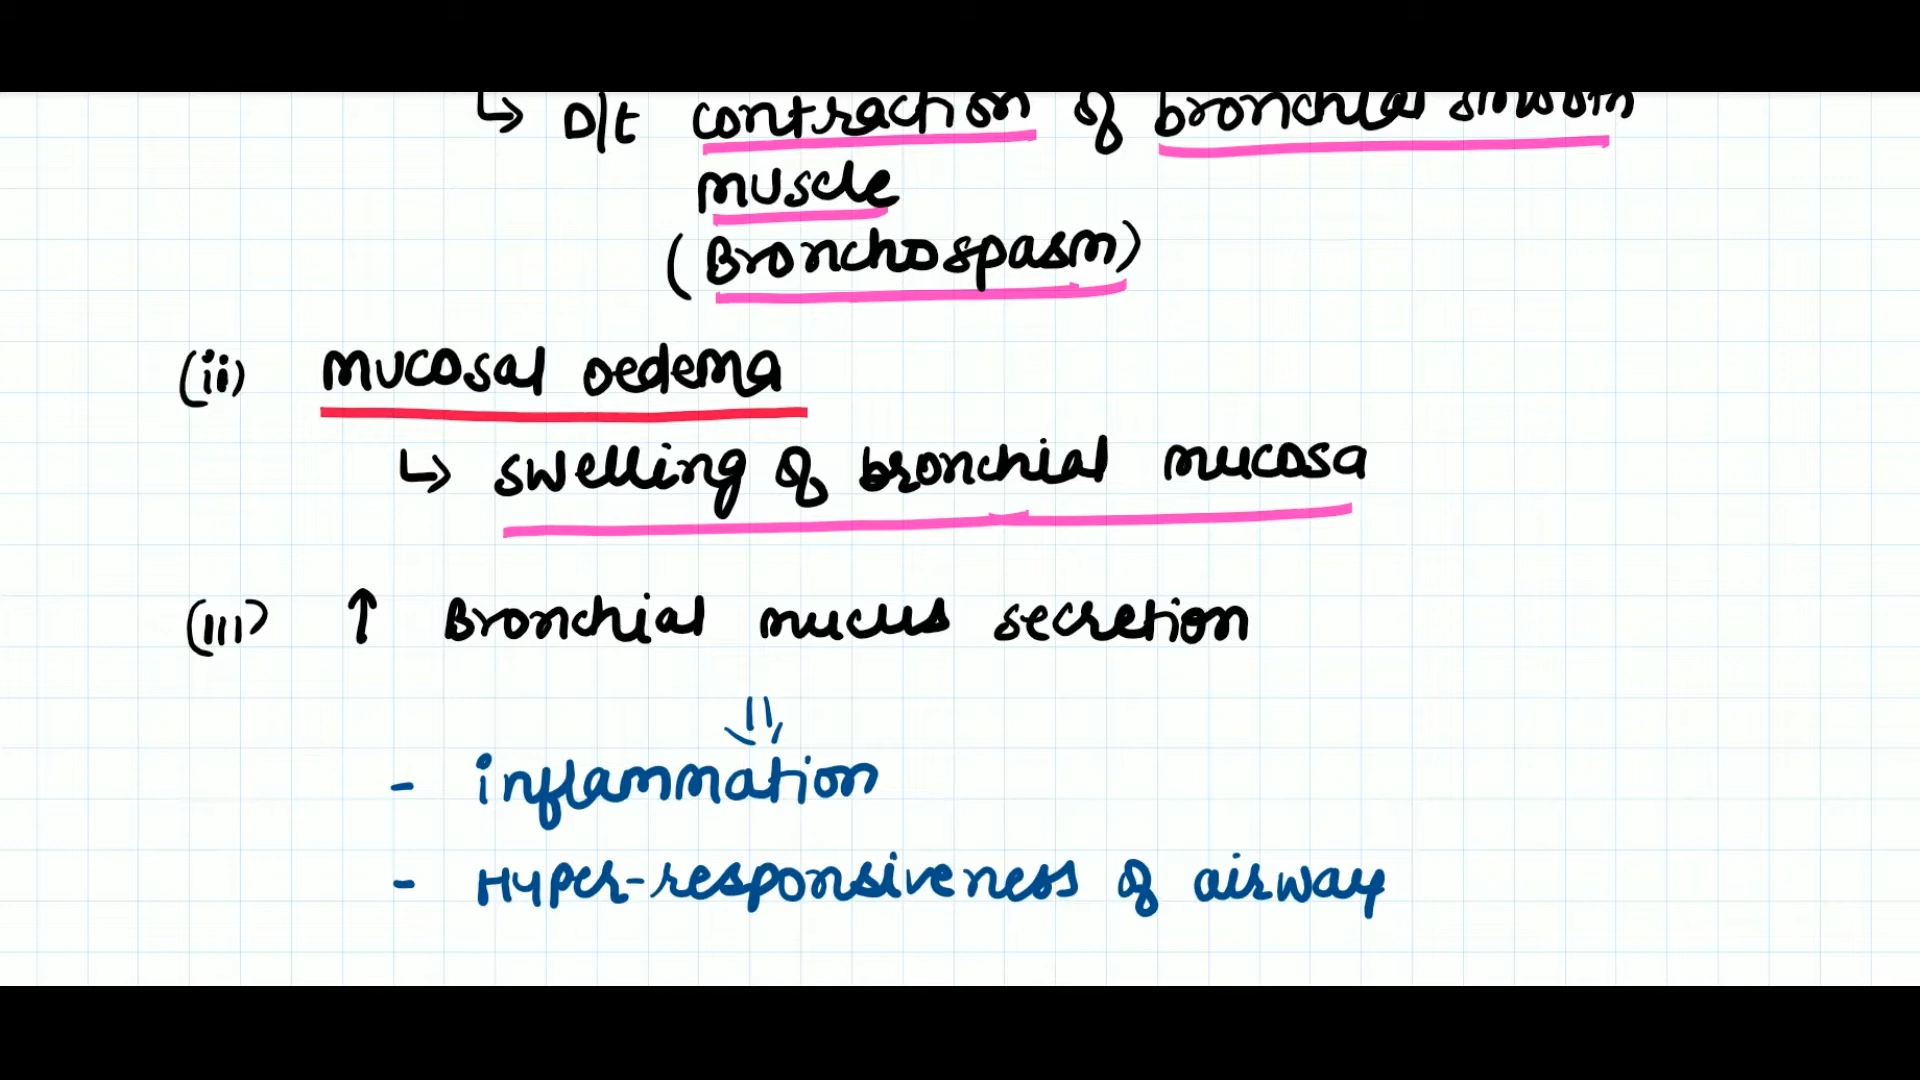 ↳ D/t contraction of bronchial smooth
muscle
(Bronchospasm)
(ii) mucosal oedema
↳ swelling of bronchial mucosa
(iii) ↑ Bronchial mucus secretion
⇓
- inflammation
- Hyper-responsiveness of airway